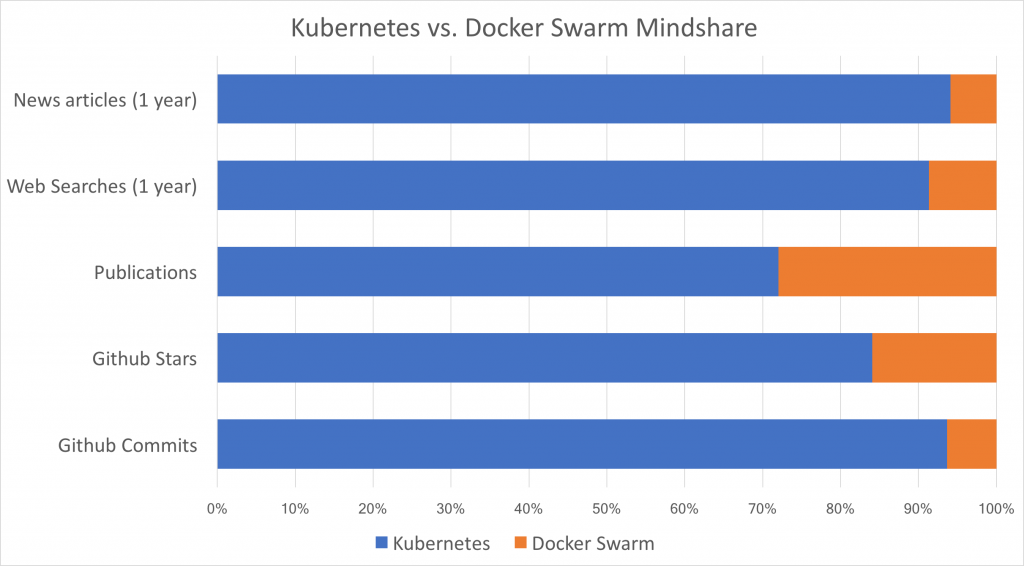 Kubernetes vs. Docker Swarm Mindshare
News articles (1 year)
Web Searches (1 year)
Publications
Github Stars
Github Commits
0% 10% 20% 30% 40% 50% 60% 70% 80% 90% 100%
Kubernetes Docker Swarm